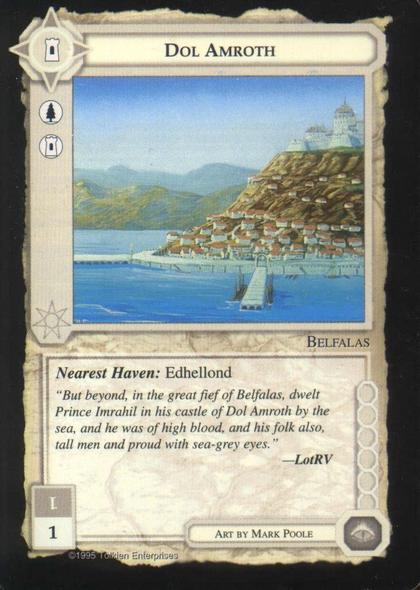 DOL AMROTH
BELFALAS
Nearest Haven: Edhellond
“But beyond, in the great fief of Belfalas, dwelt
Prince Imrahil in his castle of Dol Amroth by the
sea, and he was of high blood, and his folk also,
tall men and proud with sea-grey eyes.”
—LotRV
I
1
ART BY MARK POOLE
©1995 Tolkien Enterprises